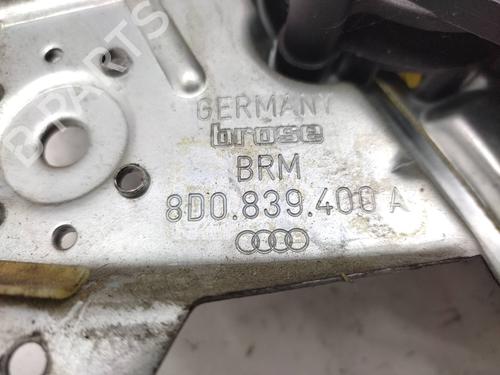 GERMANY
brose
BRM
8D0.839.400 A
B-PARTS